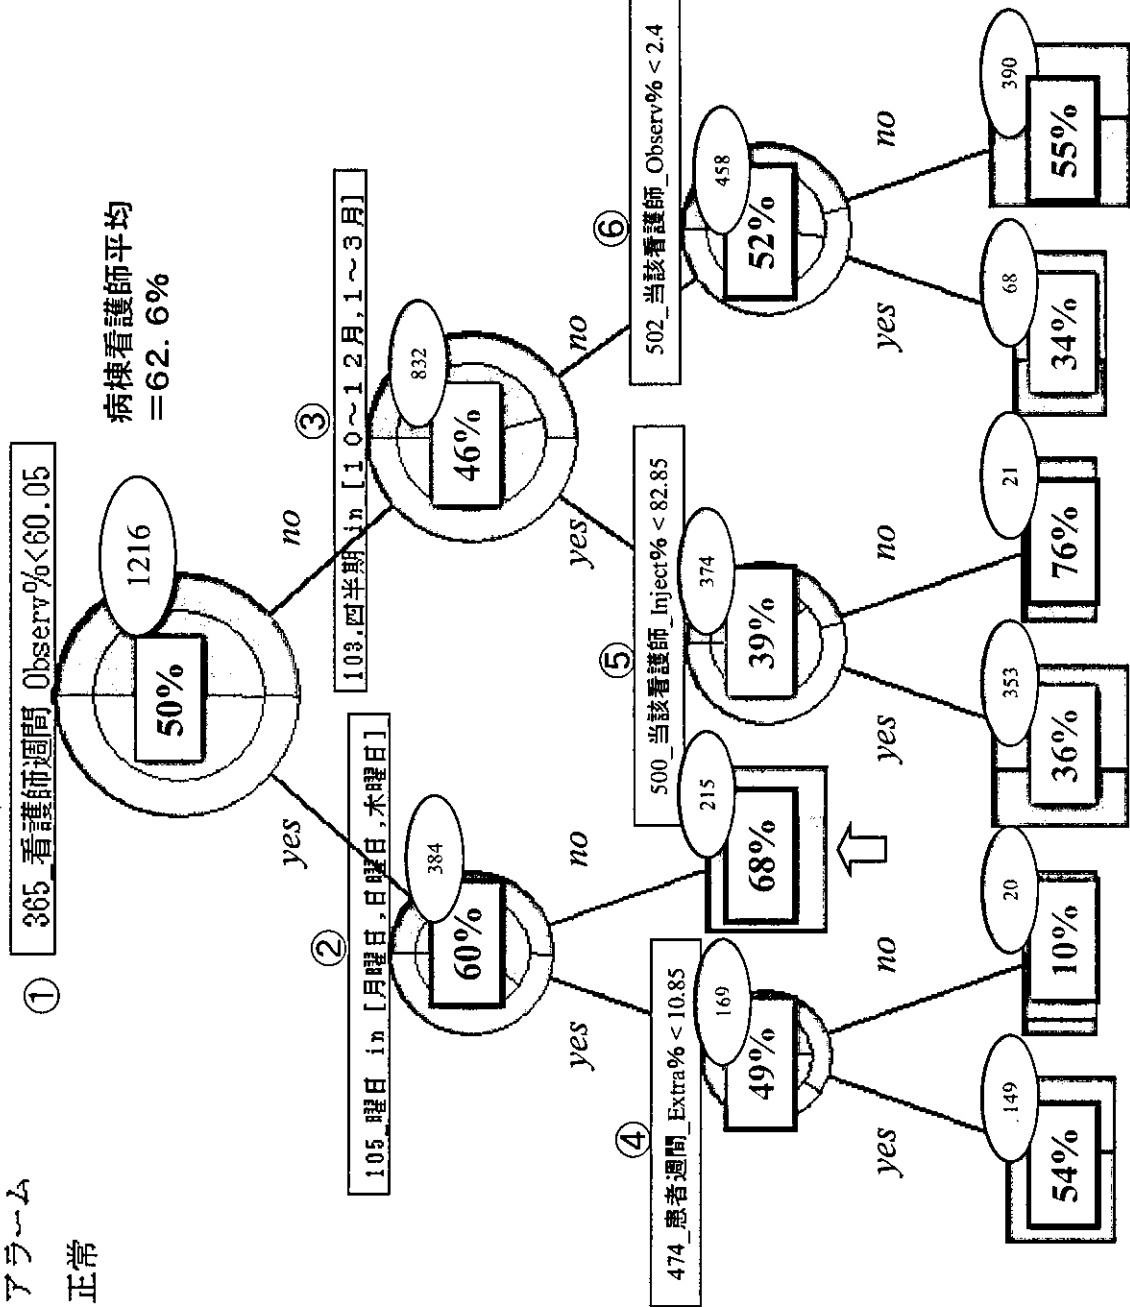 アラーム
正常
① 365_看護師週間_Observ%<60.05
病棟看護師平均
=62.6%
1216
50%
yes
no
② 105_曜日 in [月曜日,日曜日,木曜日]
384
60%
③ 103.四半期 in [10～12月,1～3月]
832
46%
yes
no
yes
no
④ 474_患者週間_Extra% < 10.85
169
49%
215
68%
⑤ 500_当該看護師_Inject% < 82.85
374
39%
⑥ 502_当該看護師_Observ% < 2.4
458
52%
yes
no
yes
no
yes
no
149
54%
20
10%
353
36%
21
76%
68
34%
390
55%